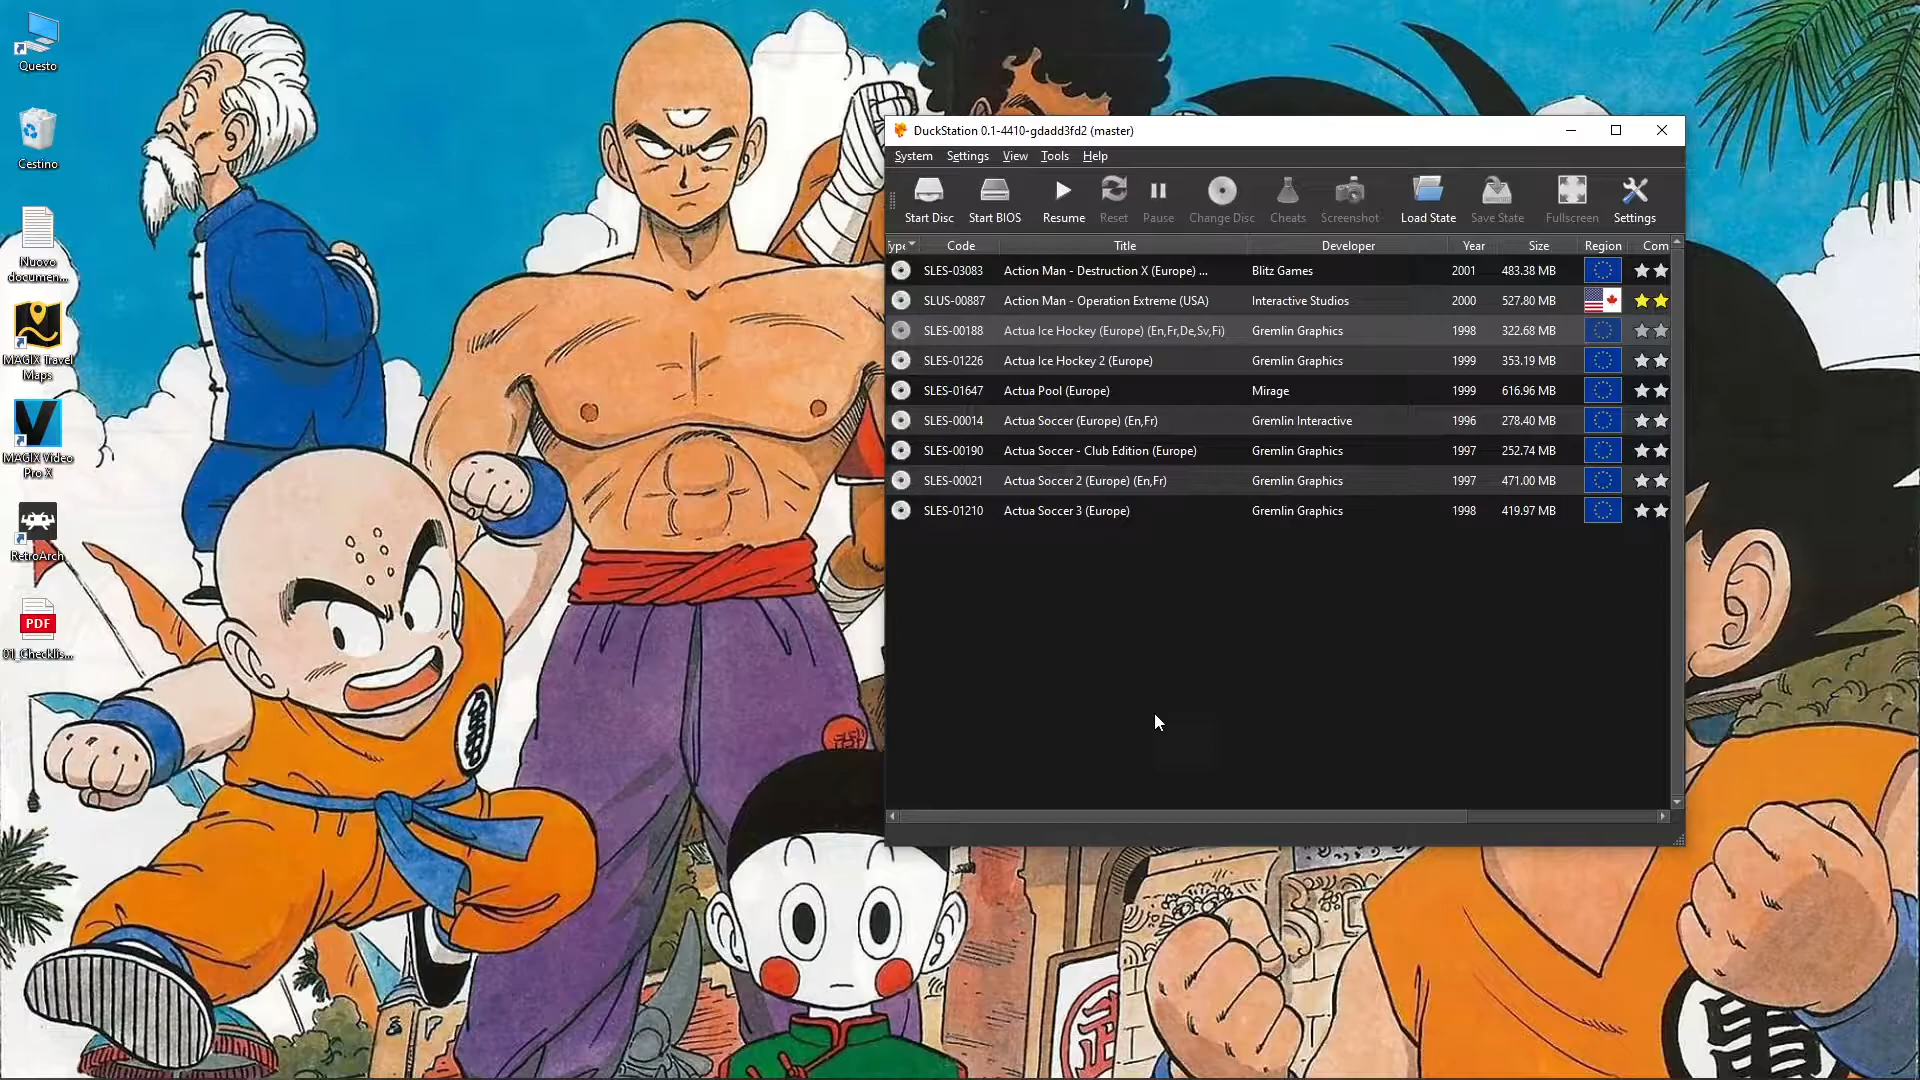 Questo
Cestino
Nuovo
documen...
MAGIX Travel
Maps
MAGIX Video
Pro X
RetroArch
PDF
01_Checklis...
DuckStation 0.1-4410-gdadd3fd2 (master)
System Settings View Tools Help
Start Disc Start BIOS Resume Reset Pause Change Disc Cheats Screenshot Load State Save State Fullscreen Settings
ype Code Title Developer Year Size Region Com
SLES-03083 Action Man - Destruction X (Europe) ... Blitz Games 2001 483.38 MB
SLUS-00887 Action Man - Operation Extreme (USA) Interactive Studios 2000 527.80 MB
SLES-00188 Actua Ice Hockey (Europe) (En,Fr,De,Sv,Fi) Gremlin Graphics 1998 322.68 MB
SLES-01226 Actua Ice Hockey 2 (Europe) Gremlin Graphics 1999 353.19 MB
SLES-01647 Actua Pool (Europe) Mirage 1999 616.96 MB
SLES-00014 Actua Soccer (Europe) (En,Fr) Gremlin Interactive 1996 278.40 MB
SLES-00190 Actua Soccer - Club Edition (Europe) Gremlin Graphics 1997 252.74 MB
SLES-00021 Actua Soccer 2 (Europe) (En,Fr) Gremlin Graphics 1997 471.00 MB
SLES-01210 Actua Soccer 3 (Europe) Gremlin Graphics 1998 419.97 MB
亀
亀
武